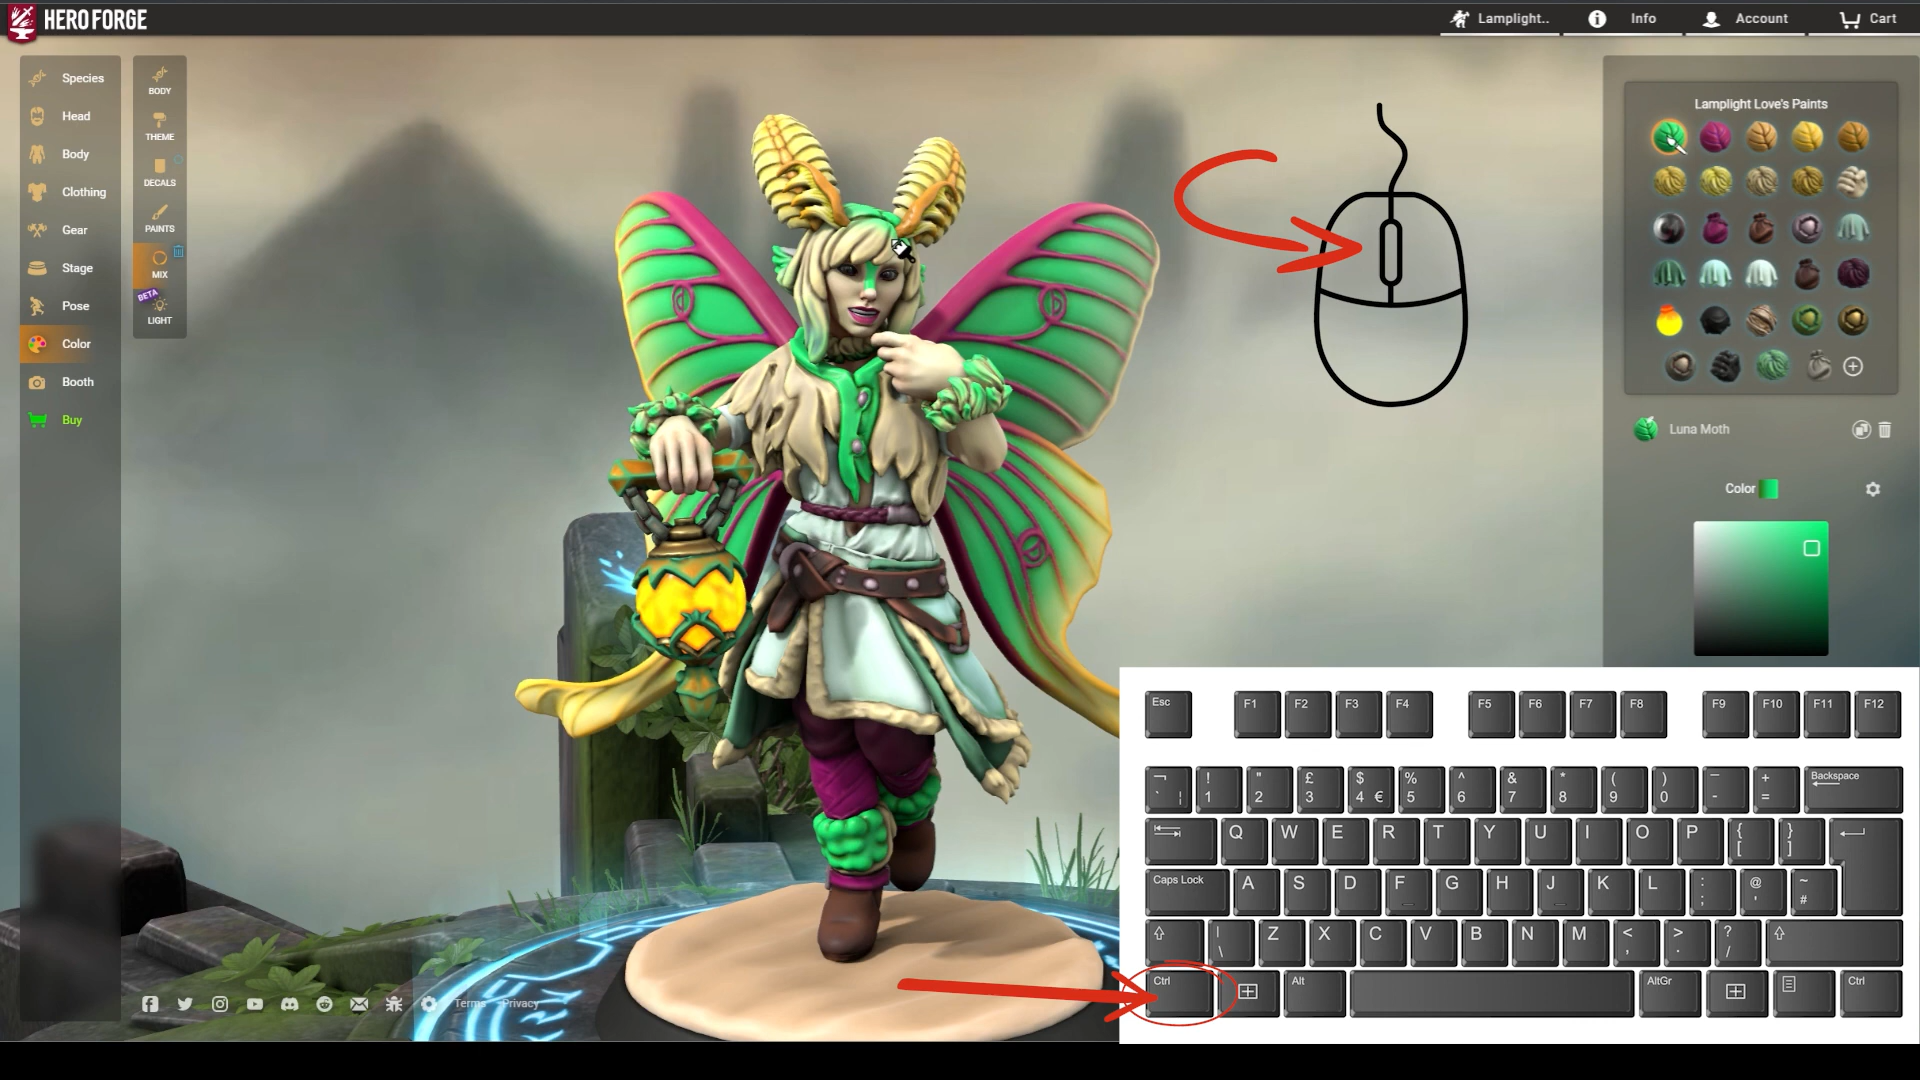 HERO FORGE
Lamplight..
Info
Account
Cart
Species
Head
Body
Clothing
Gear
Stage
Pose
Color
Booth
Buy
BODY
THEME
DECALS
PAINTS
MIX
BETA
LIGHT
Lamplight Love's Paints
Luna Moth
Color
Terms
Privacy
Esc F1 F2 F3 F4 F5 F6 F7 F8 F9 F10 F11 F12
¬ ! " £ $ % ^ & * ( ) _ + Backspace
` ¦ 1 2 3 4 € 5 6 7 8 9 0 - =
Q W E R T Y U I O P { }
[ ]
Caps Lock A S D F G H J K L : @ ~
; ' #
| Z X C V B N M < > ?
\ , . /
Ctrl Alt AltGr Ctrl